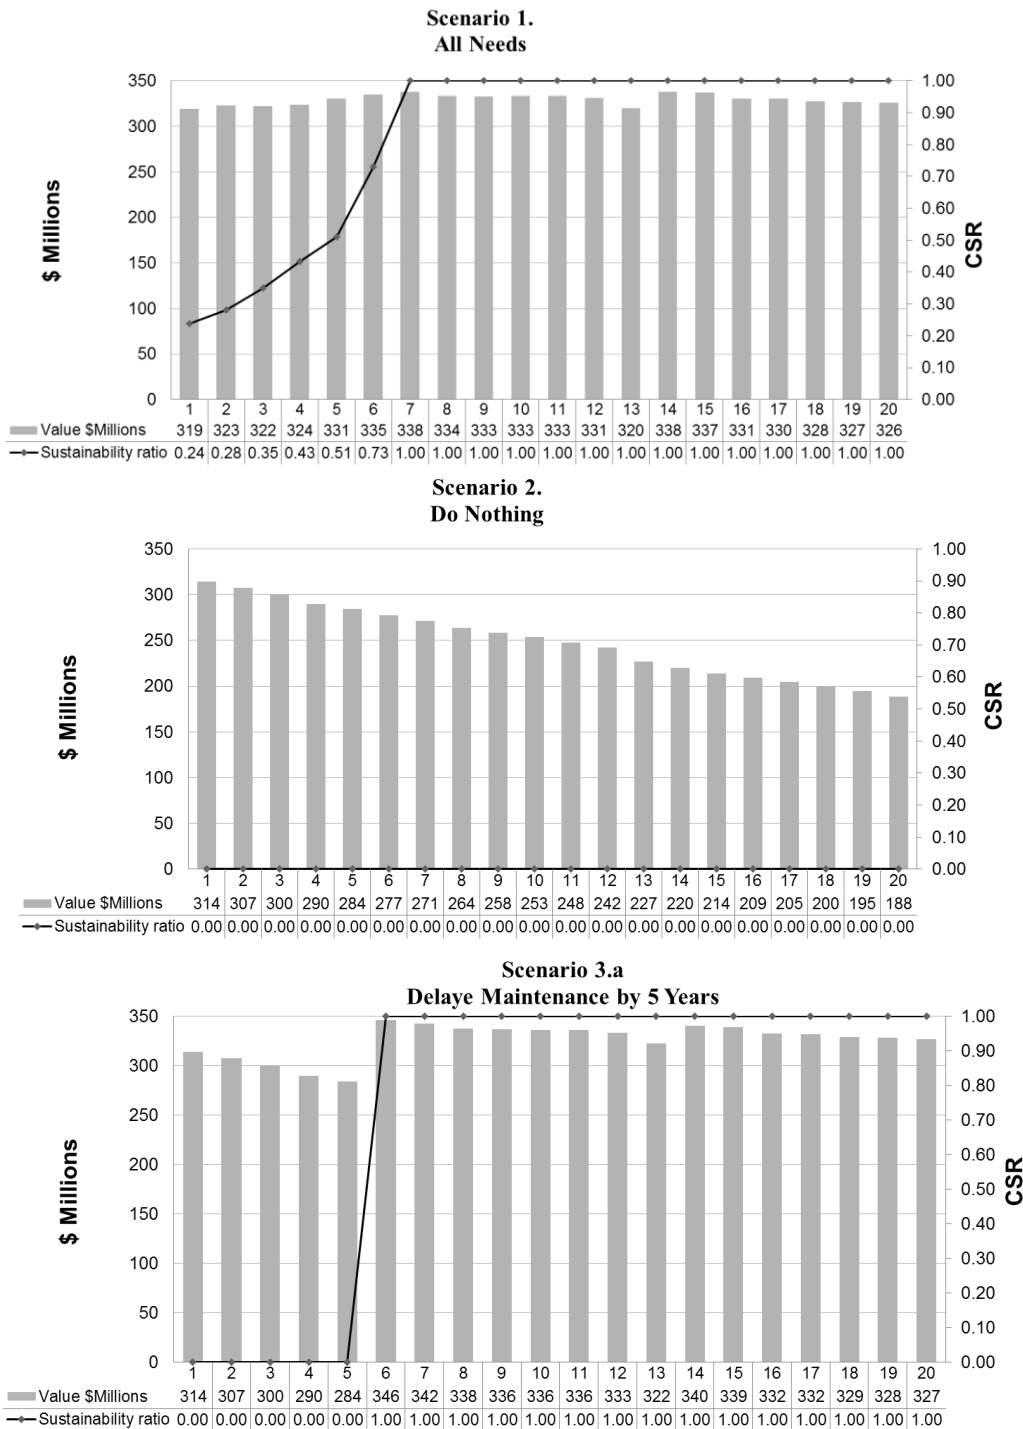 Scenario 1.
All Needs
350 1.00
300 0.90
0.80
250 0.70
200 0.60
150 0.50
0.40
100 0.30
0.20
50 0.10
0 0.00
$ Millions
CSR
1 2 3 4 5 6 7 8 9 10 11 12 13 14 15 16 17 18 19 20
Value $Millions 319 323 322 324 331 335 338 334 333 333 333 331 320 338 337 331 330 328 327 326
Sustainability ratio 0.24 0.28 0.35 0.43 0.51 0.73 1.00 1.00 1.00 1.00 1.00 1.00 1.00 1.00 1.00 1.00 1.00 1.00 1.00 1.00
Scenario 2.
Do Nothing
350 1.00
300 0.90
0.80
250 0.70
200 0.60
150 0.50
0.40
100 0.30
0.20
50 0.10
0 0.00
$ Millions
CSR
1 2 3 4 5 6 7 8 9 10 11 12 13 14 15 16 17 18 19 20
Value $Millions 314 307 300 290 284 277 271 264 258 253 248 242 227 220 214 209 205 200 195 188
Sustainability ratio 0.00 0.00 0.00 0.00 0.00 0.00 0.00 0.00 0.00 0.00 0.00 0.00 0.00 0.00 0.00 0.00 0.00 0.00 0.00 0.00
Scenario 3.a
Delaye Maintenance by 5 Years
350 1.00
300 0.90
0.80
250 0.70
200 0.60
150 0.50
0.40
100 0.30
0.20
50 0.10
0 0.00
$ Millions
CSR
1 2 3 4 5 6 7 8 9 10 11 12 13 14 15 16 17 18 19 20
Value $Millions 314 307 300 290 284 346 342 338 336 336 336 333 322 340 339 332 332 329 328 327
Sustainability ratio 0.00 0.00 0.00 0.00 0.00 1.00 1.00 1.00 1.00 1.00 1.00 1.00 1.00 1.00 1.00 1.00 1.00 1.00 1.00 1.00